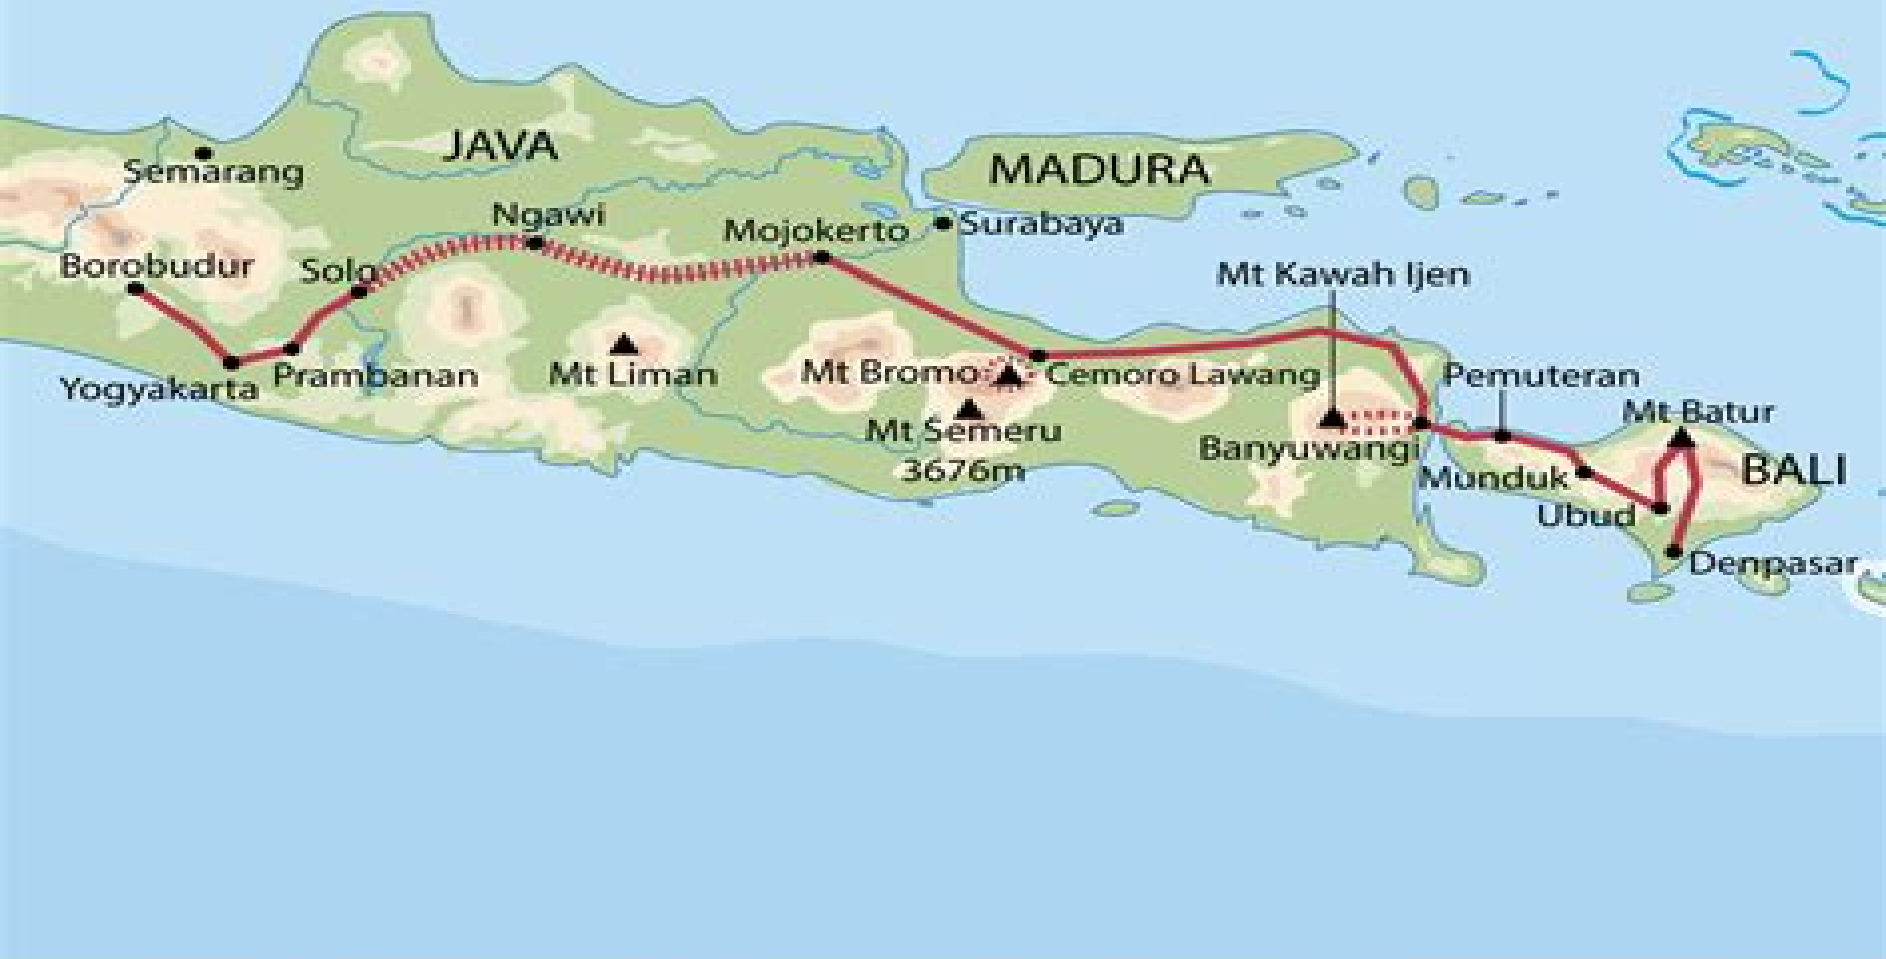 JAVA
Semarang
MADURA
Ngawi
Mojokerto
Surabaya
Borobudur
Solo
Mt Kawah Ijen
Yogyakarta
Prambanan
Mt Liman
Mt Bromo
Cemoro Lawang
Pemuteran
Mt Batur
Mt Semeru
3676m
Banyuwangi
Munduk
BALI
Ubud
Denpasar